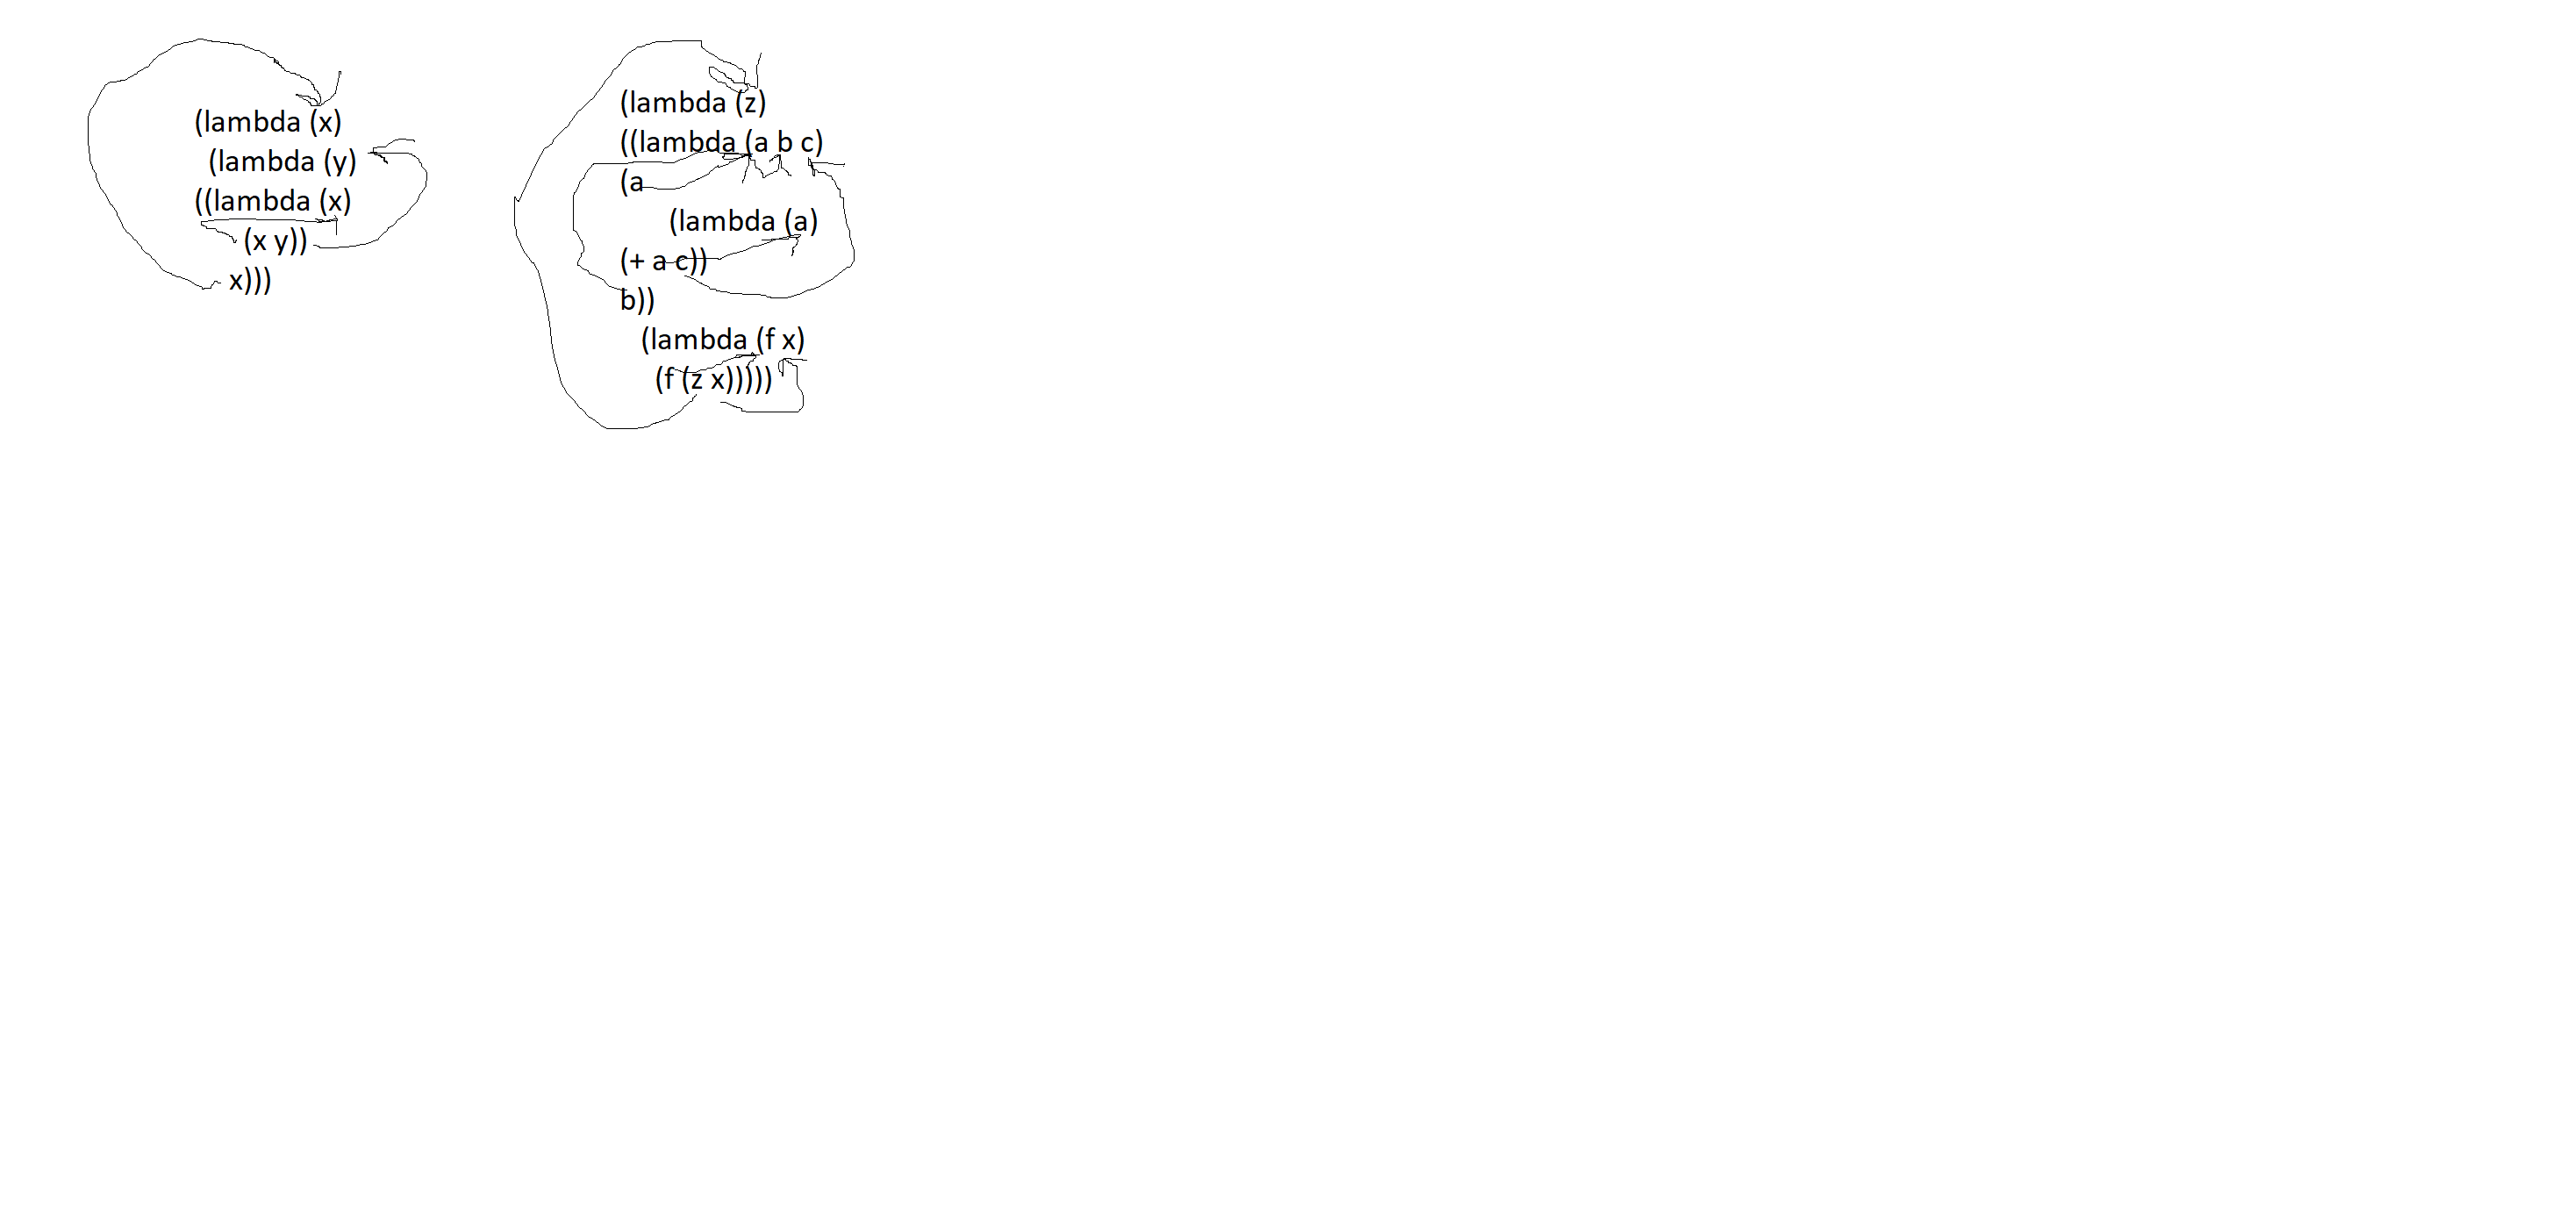 (lambda (x)
(lambda (y)
((lambda (x)
(x y))
x)))
(lambda (z)
((lambda (a b c)
(a
(lambda (a)
(+ a c))
b))
(lambda (f x)
(f (z x)))))